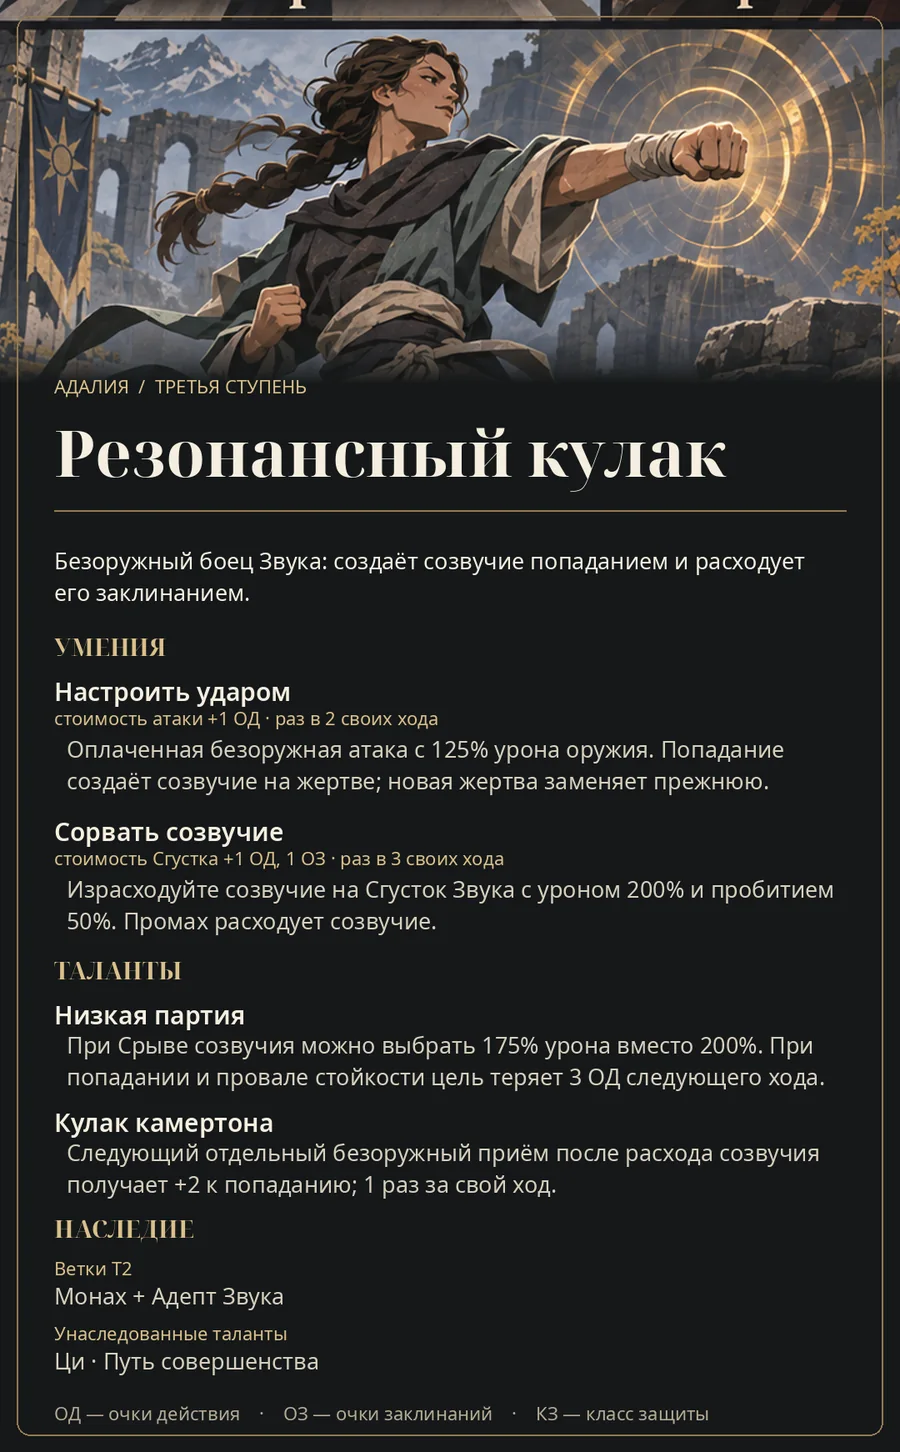 АДАЛИЯ / ТРЕТЬЯ СТУПЕНЬ
Резонансный кулак
Безоружный боец Звука: создаёт созвучие попаданием и расходует
его заклинанием.
УМЕНИЯ
Настроить ударом
стоимость атаки +1 ОД · раз в 2 своих хода
Оплаченная безоружная атака с 125% урона оружия. Попадание
создаёт созвучие на жертве; новая жертва заменяет прежнюю.
Сорвать созвучие
стоимость Сгустка +1 ОД, 1 ОЗ · раз в 3 своих хода
Израсходуйте созвучие на Сгусток Звука с уроном 200% и пробитием
50%. Промах расходует созвучие.
ТАЛАНТЫ
Низкая партия
При Срыве созвучия можно выбрать 175% урона вместо 200%. При
попадании и провале стойкости цель теряет 3 ОД следующего хода.
Кулак камертона
Следующий отдельный безоружный приём после расхода созвучия
получает +2 к попаданию; 1 раз за свой ход.
НАСЛЕДИЕ
Ветки Т2
Монах + Адепт Звука
Унаследованные таланты
Ци · Путь совершенства
ОД — очки действия · ОЗ — очки заклинаний · КЗ — класс защиты